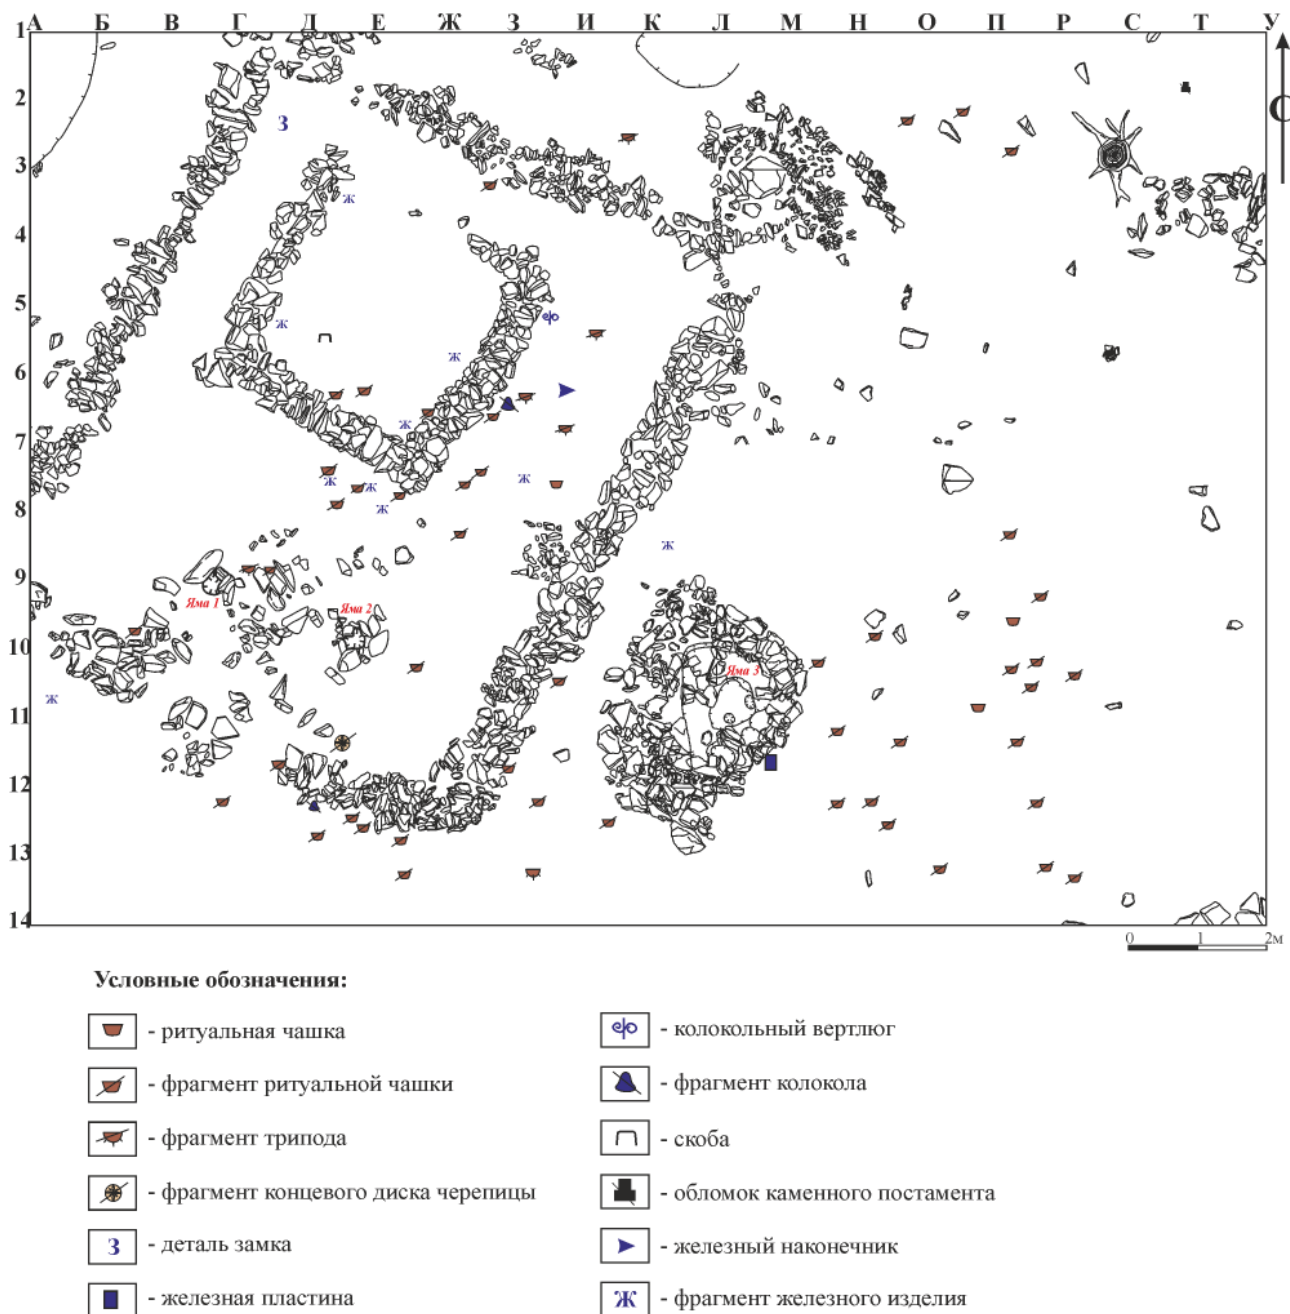 А Б В Г Д Е Ж З И К Л М Н О П Р С Т У
1
2
С
З
3
ж
4
5
ж
ж
6
ж
7
ж ж ж
ж
8
ж
9
Яма 1 Яма 2
10
Яма 3
ж
11
12
13
14
0 1 2м
Условные обозначения:
- ритуальная чашка
- фрагмент ритуальной чашки
- фрагмент трипода
- фрагмент концевого диска черепицы
З - деталь замка
- железная пластина
- колокольный вертлюг
- фрагмент колокола
- скоба
- обломок каменного постамента
- железный наконечник
Ж - фрагмент железного изделия